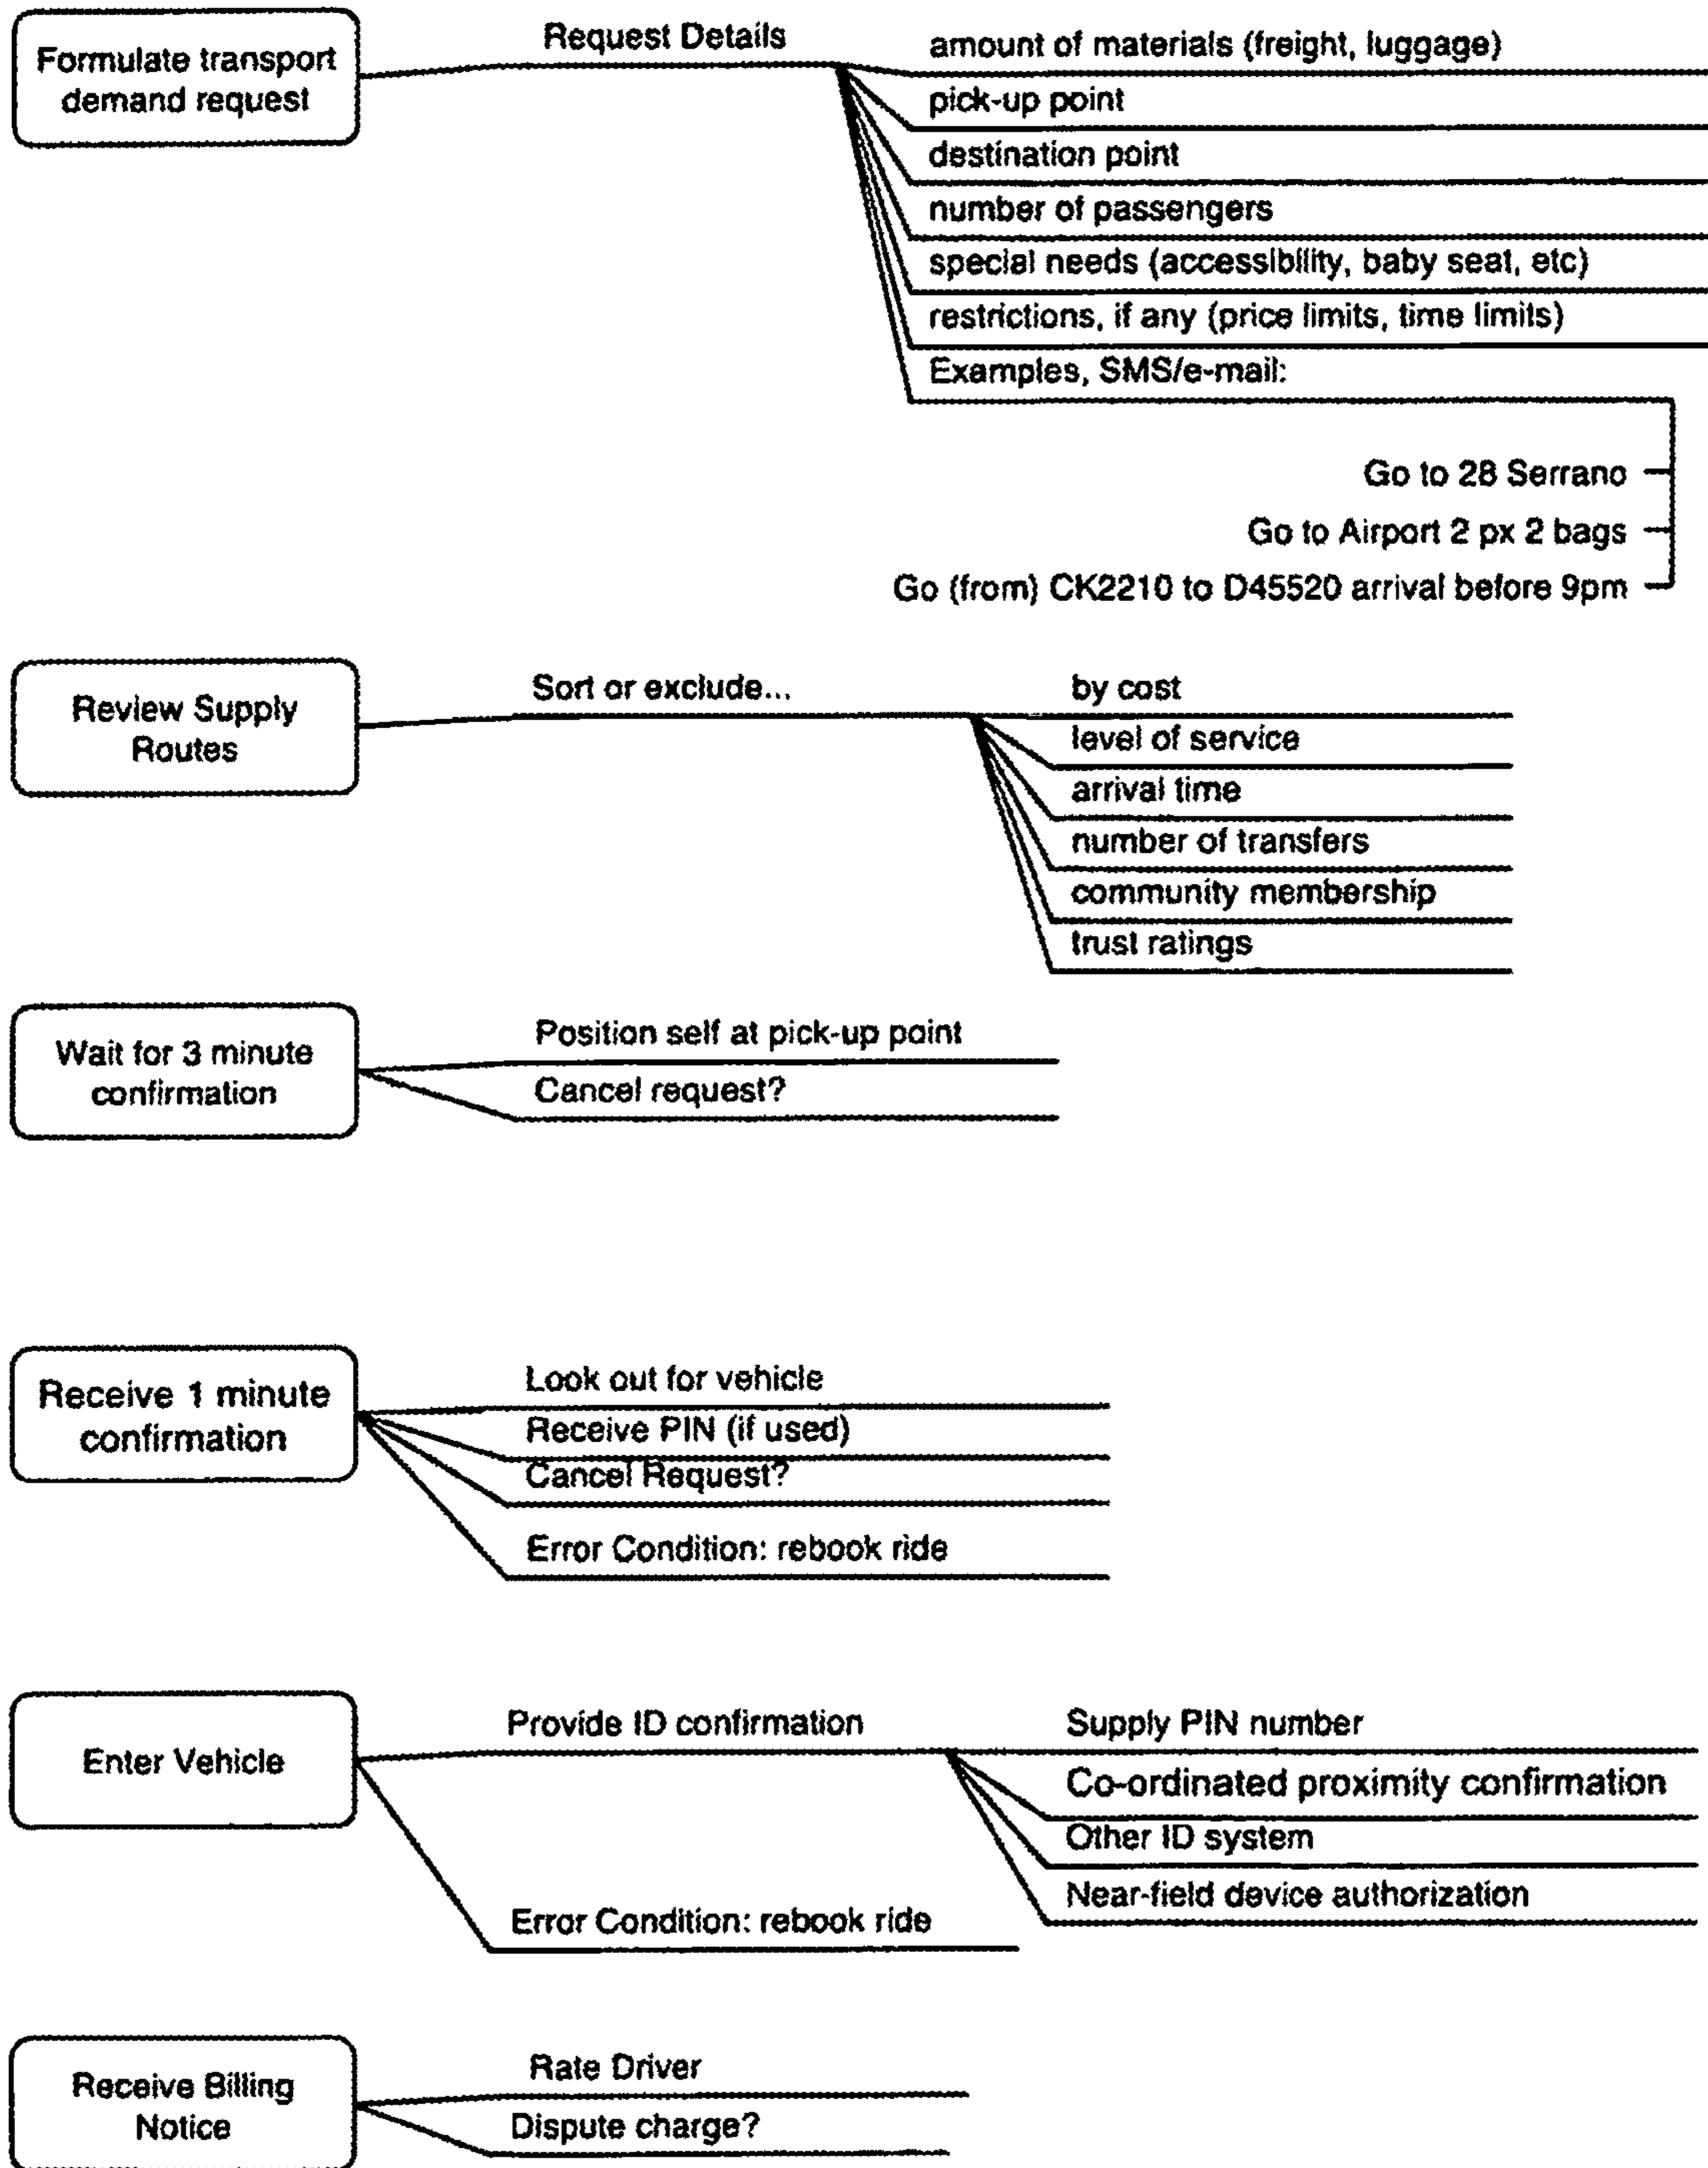 Formulate transport
demand request
Request Details
amount of materials (freight, luggage)
pick-up point
destination point
number of passengers
special needs (accessibility, baby seat, etc)
restrictions, if any (price limits, time limits)
Examples, SMS/e-mail:
Go to 28 Serrano
Go to Airport 2 px 2 bags
Go (from) CK2210 to D45520 arrival before 9pm
Review Supply
Routes
Sort or exclude...
by cost
level of service
arrival time
number of transfers
community membership
trust ratings
Wait for 3 minute
confirmation
Position self at pick-up point
Cancel request?
Receive 1 minute
confirmation
Look out for vehicle
Receive PIN (if used)
Cancel Request?
Error Condition: rebook ride
Enter Vehicle
Provide ID confirmation
Supply PIN number
Co-ordinated proximity confirmation
Other ID system
Near-field device authorization
Error Condition: rebook ride
Receive Billing
Notice
Rate Driver
Dispute charge?